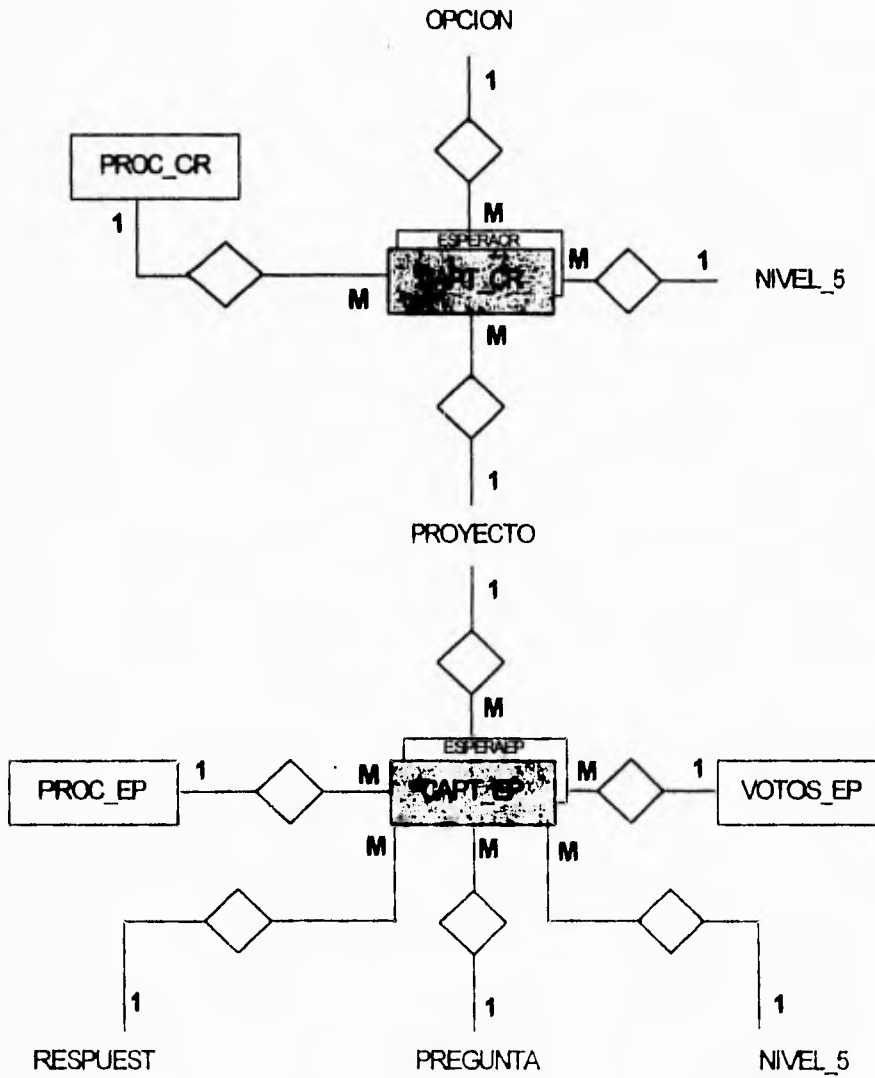 OPCION
1
PROC_CR
1
M
ESPERACR
M
M
1
NIVEL_5
M
1
PROYECTO
1
M
ESPERAEP
PROC_EP
1
M
CAPT_EP
M
1
VOTOS_EP
M
M
M
1
1
1
RESPUEST
PREGUNTA
NIVEL_5